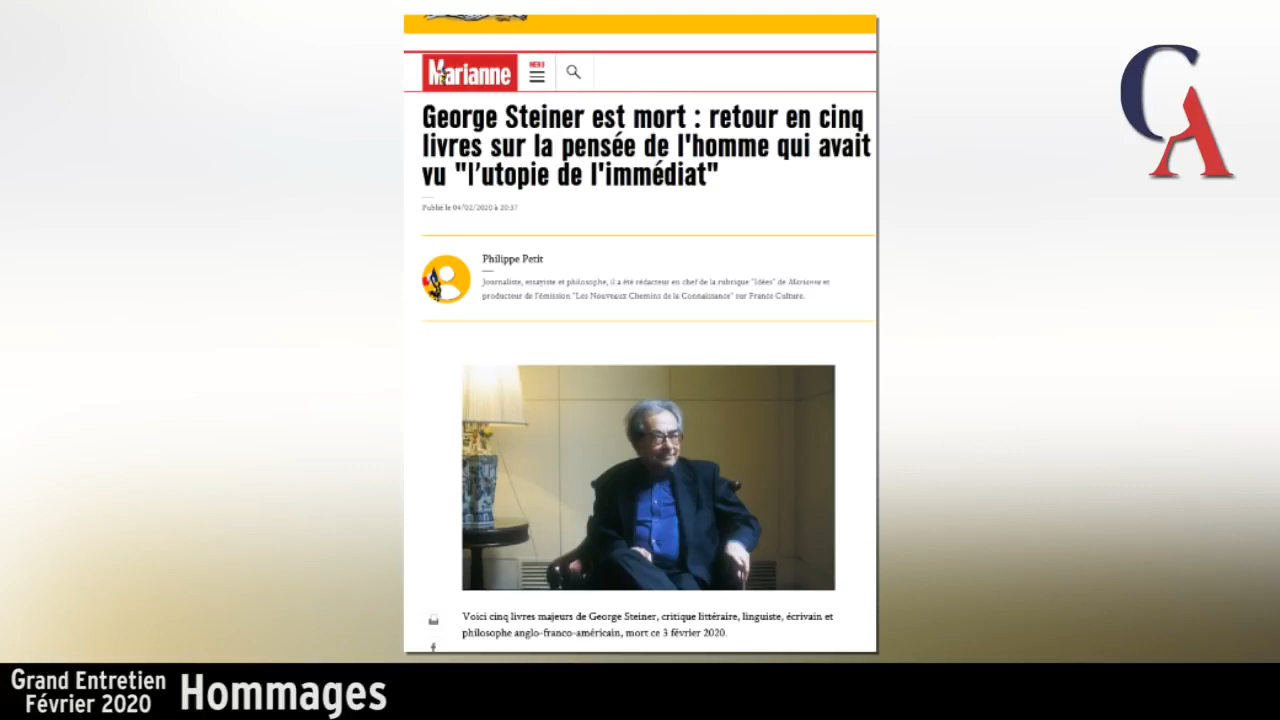 Marianne
MENU
CA
George Steiner est mort : retour en cinq
livres sur la pensée de l'homme qui avait
vu "l'utopie de l'immédiat"
Publié le 04/02/2020 à 20:37
Philippe Petit
Journaliste, essayiste et philosophe, il a été rédacteur en chef de la rubrique "Idées" de Marianne et
producteur de l'émission "Les Nouveaux Chemins de la Connaissance" sur France Culture.
Voici cinq livres majeurs de George Steiner, critique littéraire, linguiste, écrivain et
philosophe anglo-franco-américain, mort ce 3 février 2020.
f
Grand Entretien
Février 2020
Hommages